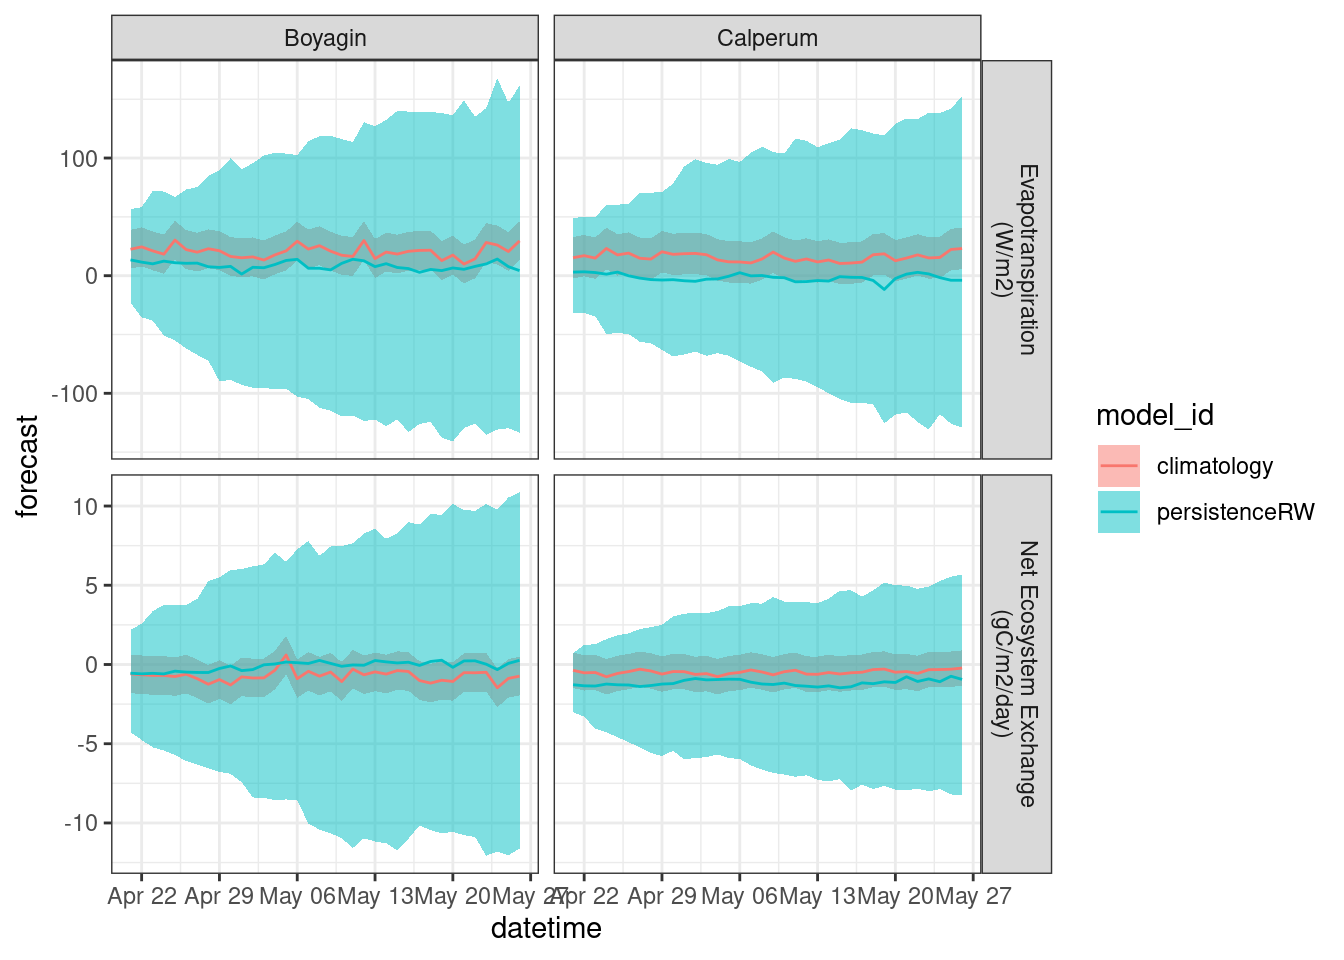 Boyagin
Calperum
100
0
-100
Evapotranspiration
(W/m2)
forecast
10
5
0
-5
-10
Net Ecosystem Exchange
(gC/m2/day)
Apr 22 Apr 29 May 06 May 13 May 20 May 27
Apr 22 Apr 29 May 06 May 13 May 20 May 27
datetime
model_id
climatology
persistenceRW